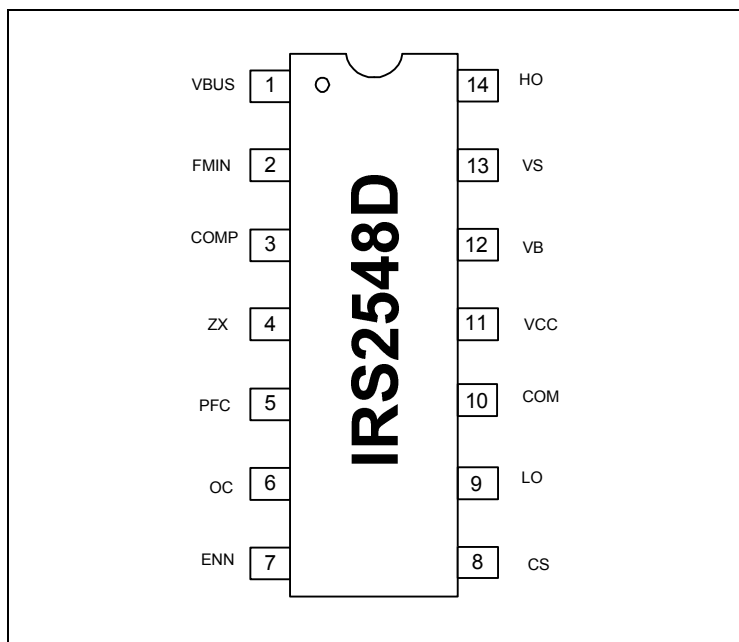 VBUS 1 14 HO
FMIN 2 13 VS
COMP 3 12 VB
ZX 4 11 VCC
PFC 5 10 COM
OC 6 9 LO
ENN 7 8 CS
IRS2548D